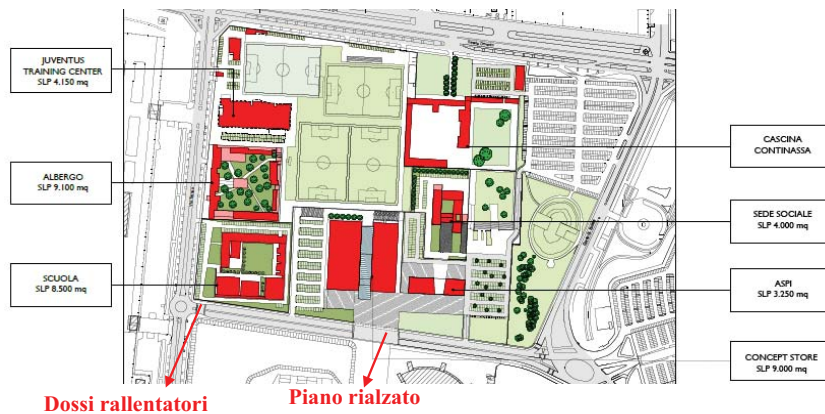 JUVENTUS
TRAINING CENTER
SLP 4.150 mq
ALBERGO
SLP 9.100 mq
SCUOLA
SLP 8.500 mq
CASCINA
CONTINASSA
SEDE SOCIALE
SLP 4.000 mq
ASPI
SLP 3.250 mq
CONCEPT STORE
SLP 9.000 mq
Dossi rallentatori
Piano rialzato